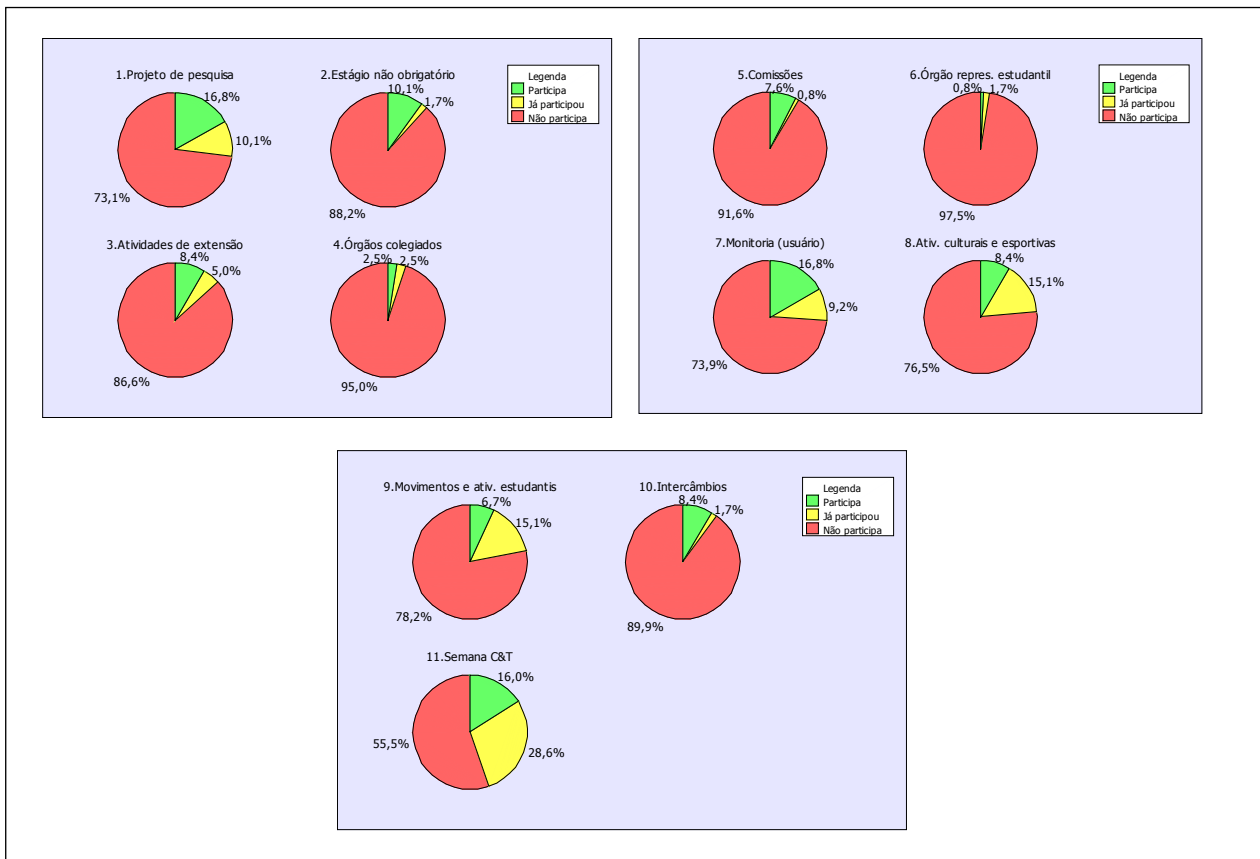 1.Projeto de pesquisa
16,8%
10,1%
73,1%
2.Estágio não obrigatório
10,1%
1,7%
88,2%
Legenda
Participa
Já participou
Não participa
3.Atividades de extensão
8,4%
5,0%
86,6%
4.Órgãos colegiados
2,5%
2,5%
95,0%
5.Comissões
7,6%
0,8%
91,6%
6.Órgão repres. estudantil
0,8%
1,7%
97,5%
Legenda
Participa
Já participou
Não participa
7.Monitoria (usuário)
16,8%
9,2%
73,9%
8.Ativ. culturais e esportivas
8,4%
15,1%
76,5%
9.Movimentos e ativ. estudantis
6,7%
15,1%
78,2%
10.Intercâmbios
8,4%
1,7%
89,9%
Legenda
Participa
Já participou
Não participa
11.Semana C&T
16,0%
28,6%
55,5%